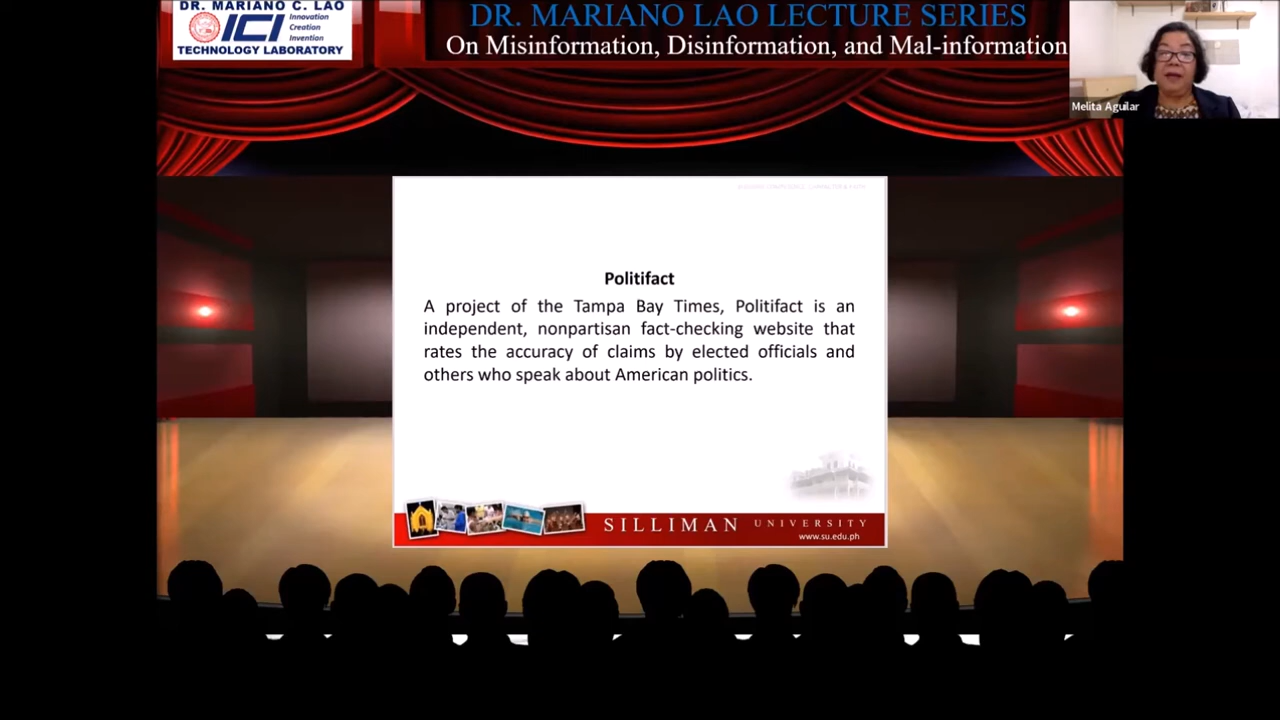 DR. MARIANO C. LAO
ICI
Innovation
Creation
Invention
TECHNOLOGY LABORATORY
DR. MARIANO LAO LECTURE SERIES
On Misinformation, Disinformation, and Mal-information
Melita Aguilar
Politifact
A project of the Tampa Bay Times, Politifact is an
independent, nonpartisan fact-checking website that
rates the accuracy of claims by elected officials and
others who speak about American politics.
SILLIMAN UNIVERSITY
www.su.edu.ph